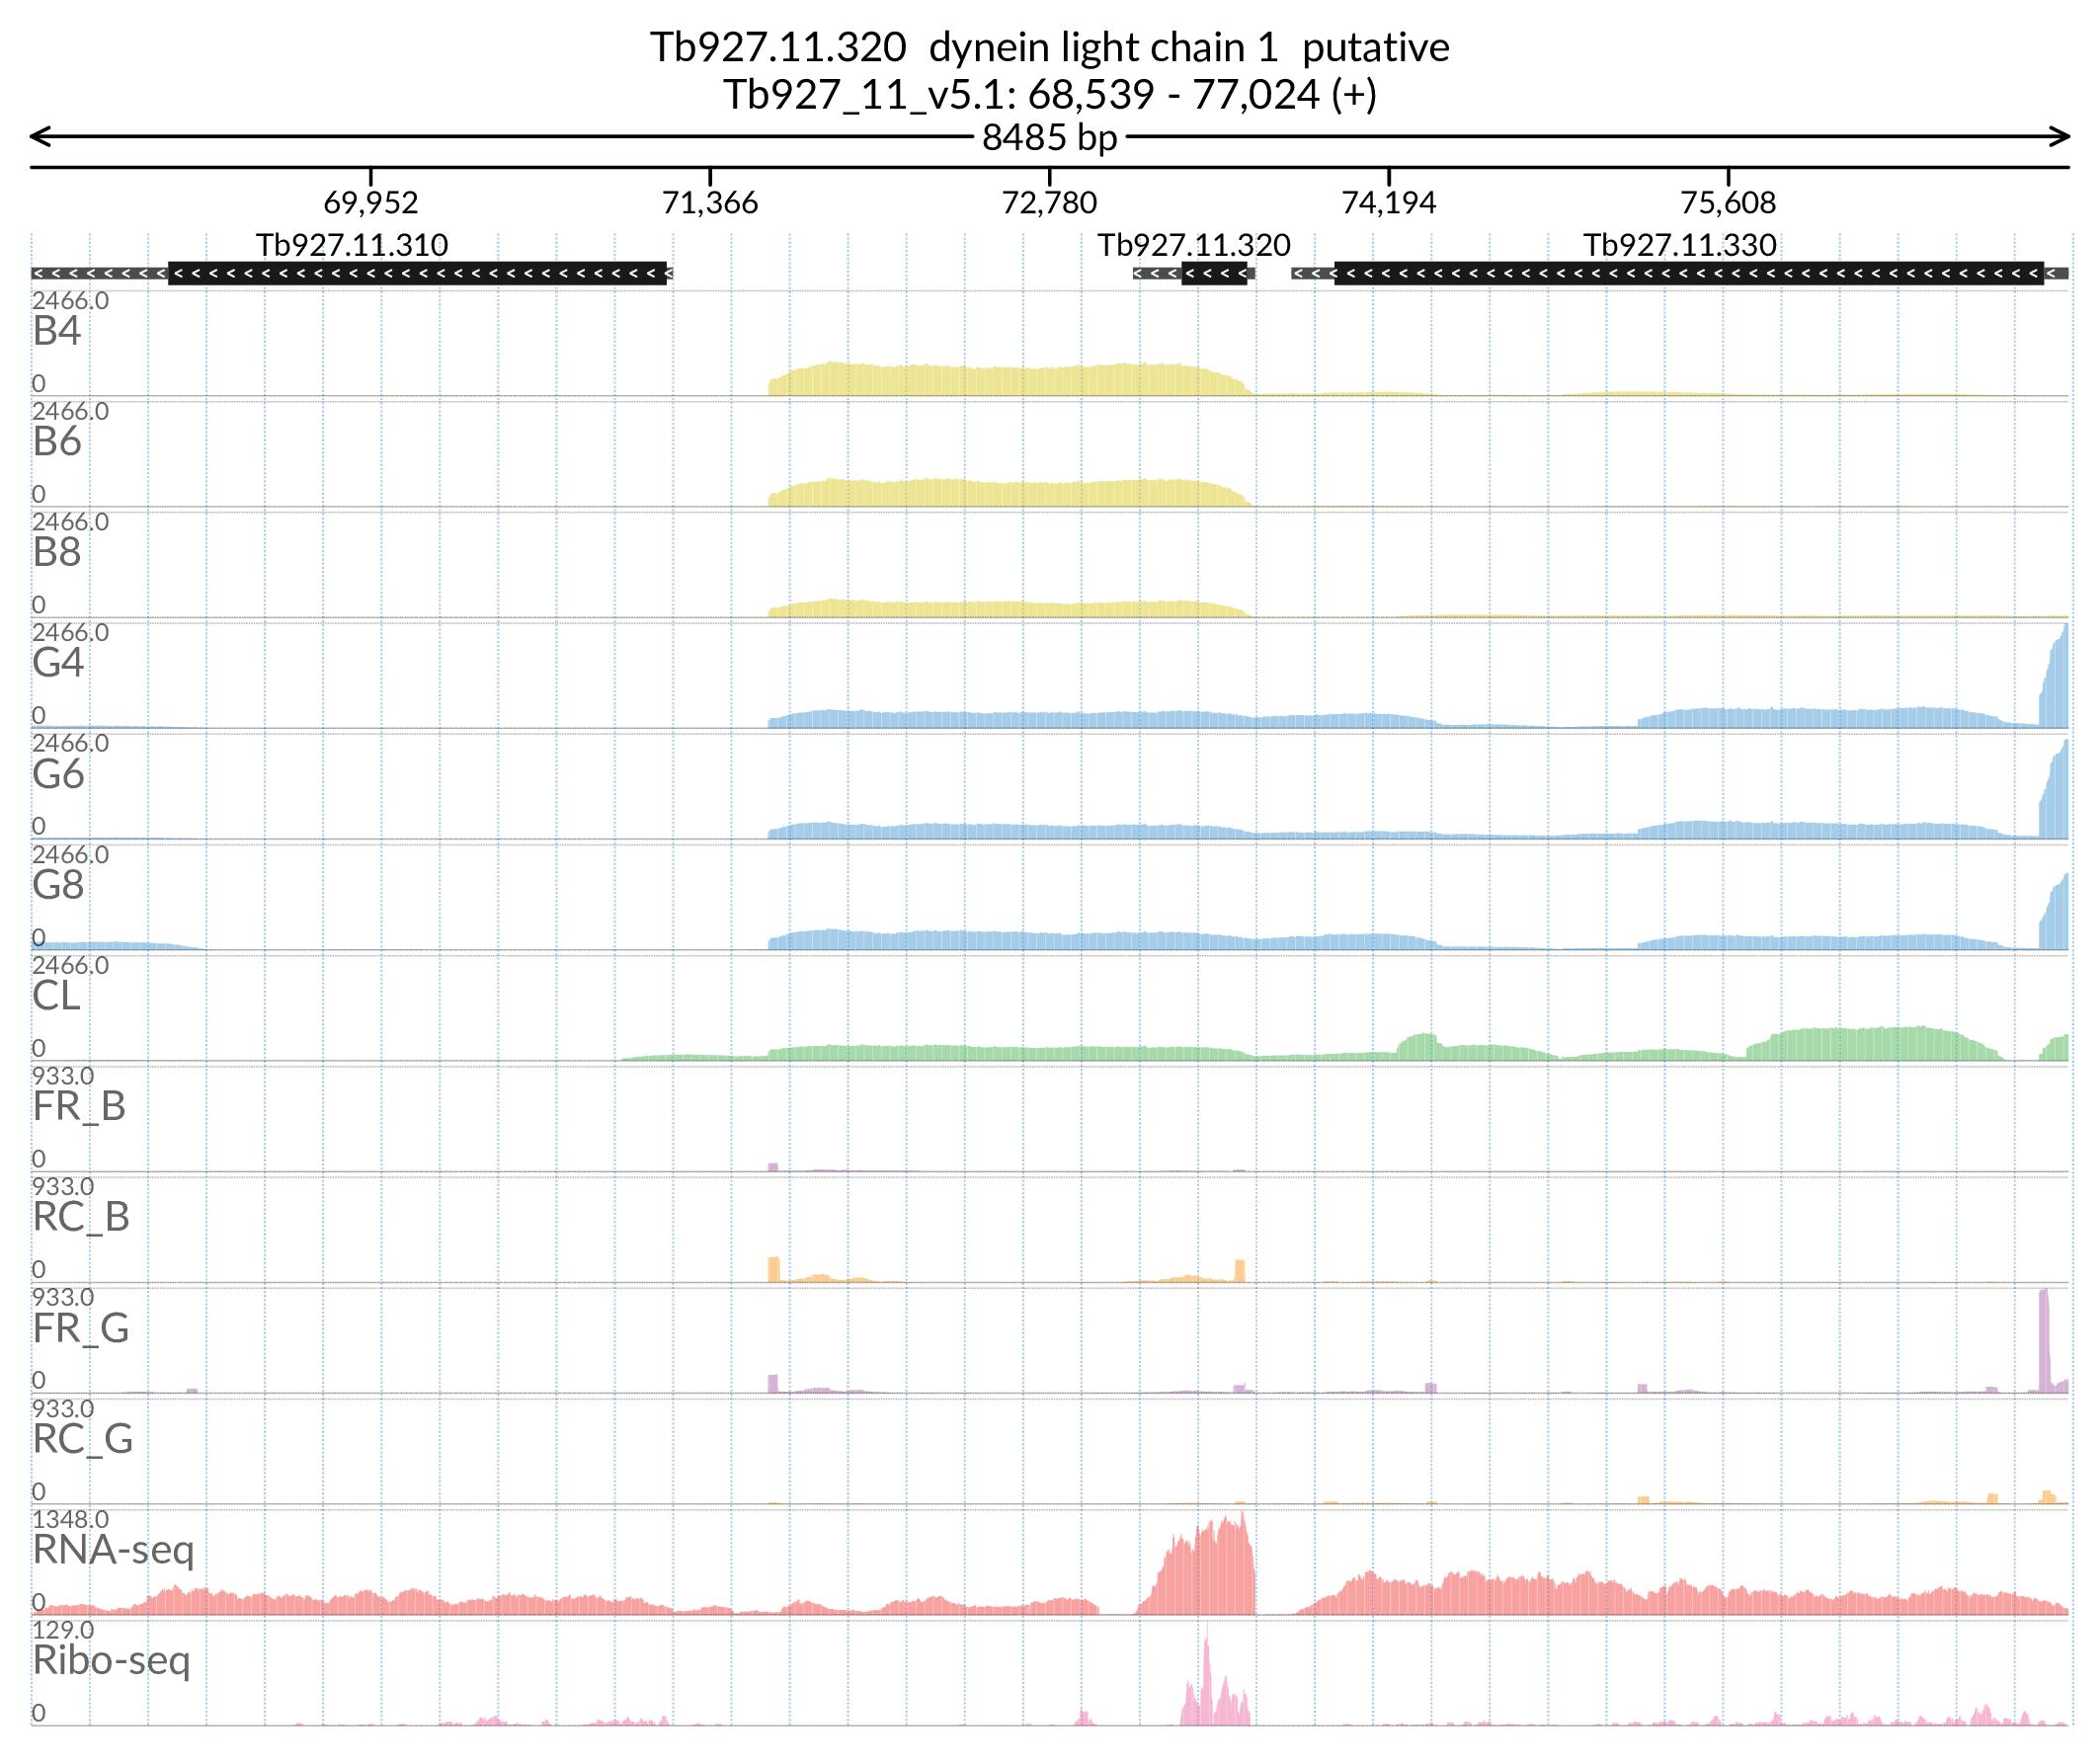 Tb927.11.320 dynein light chain 1 putative
Tb927_11_v5.1: 68,539 - 77,024 (+)
8485 bp
69,952 71,366 72,780 74,194 75,608
Tb927.11.310 Tb927.11.320 Tb927.11.330
2466.0
B4
0
2466.0
B6
0
2466.0
B8
0
2466.0
G4
0
2466.0
G6
0
2466.0
G8
0
2466.0
CL
0
933.0
FR_B
0
933.0
RC_B
0
933.0
FR_G
0
933.0
RC_G
0
1348.0
RNA-seq
0
129.0
Ribo-seq
0